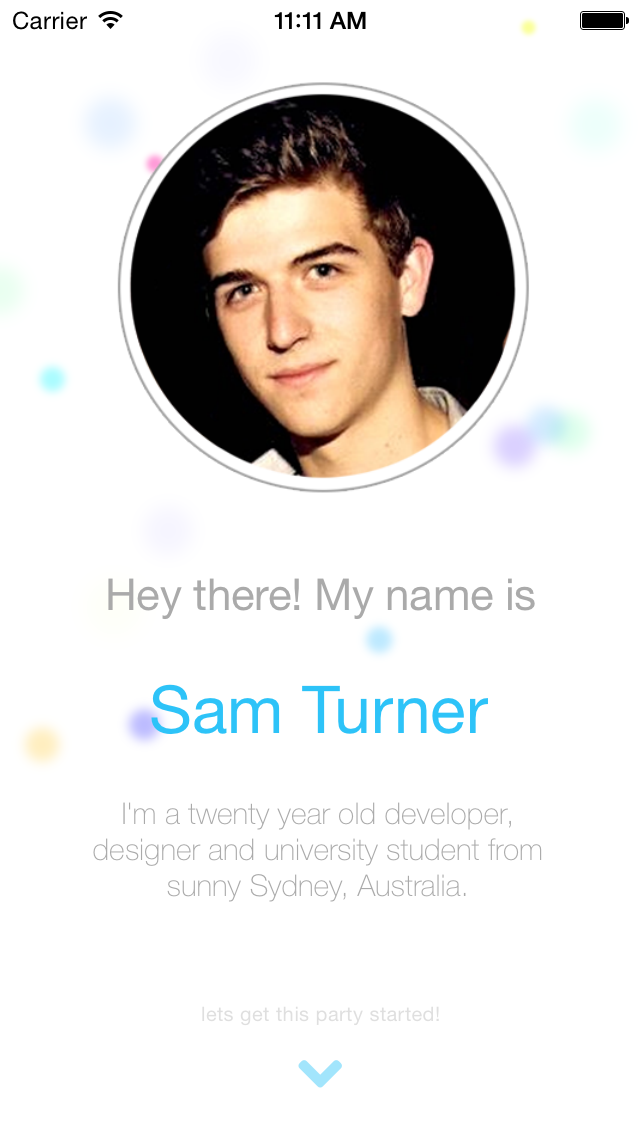 Carrier 11:11 AM
Hey there! My name is
Sam Turner
I'm a twenty year old developer,
designer and university student from
sunny Sydney, Australia.
lets get this party started!